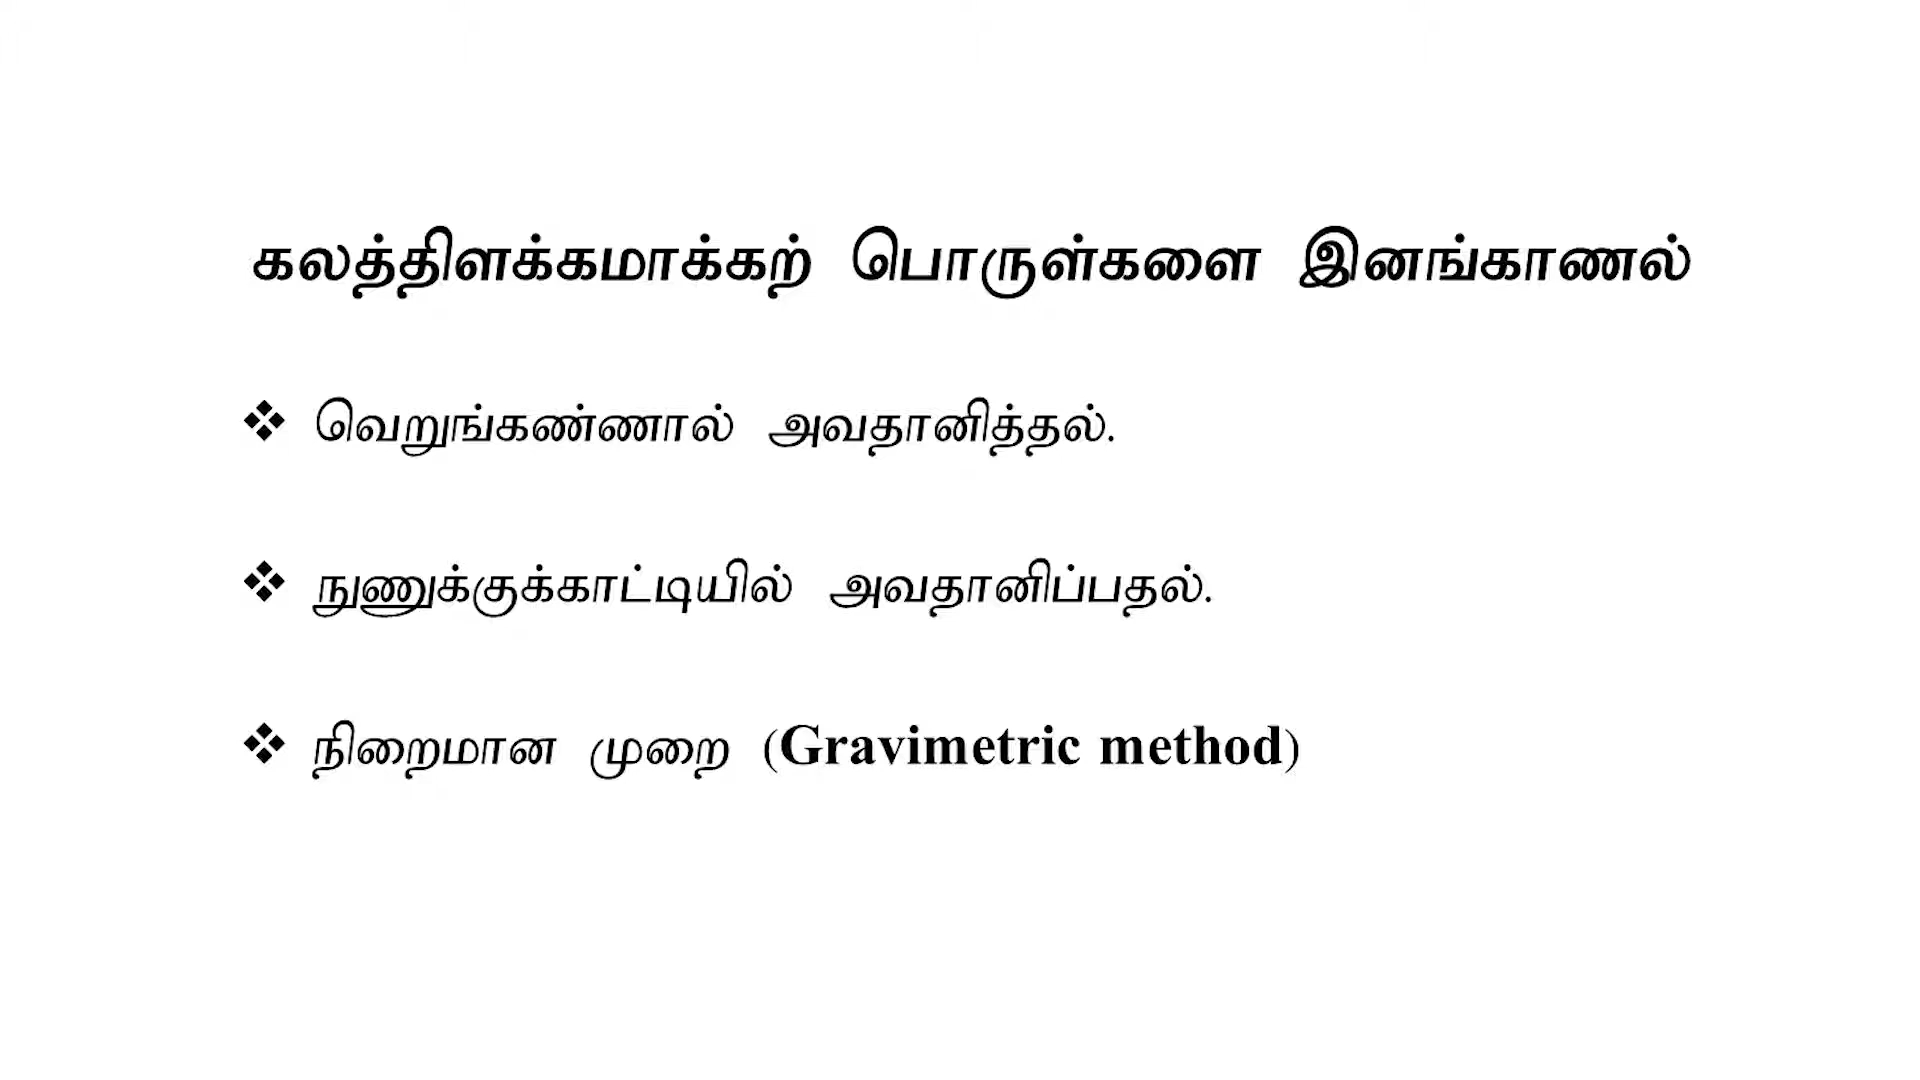 கலத்திளக்கமாக்கற் பொருள்களை இனங்காணல்
❖ வெறுங்கண்ணால் அவதானித்தல்.
❖ நுணுக்குக்காட்டியில் அவதானிப்பதல்.
❖ நிறைமான முறை (Gravimetric method)